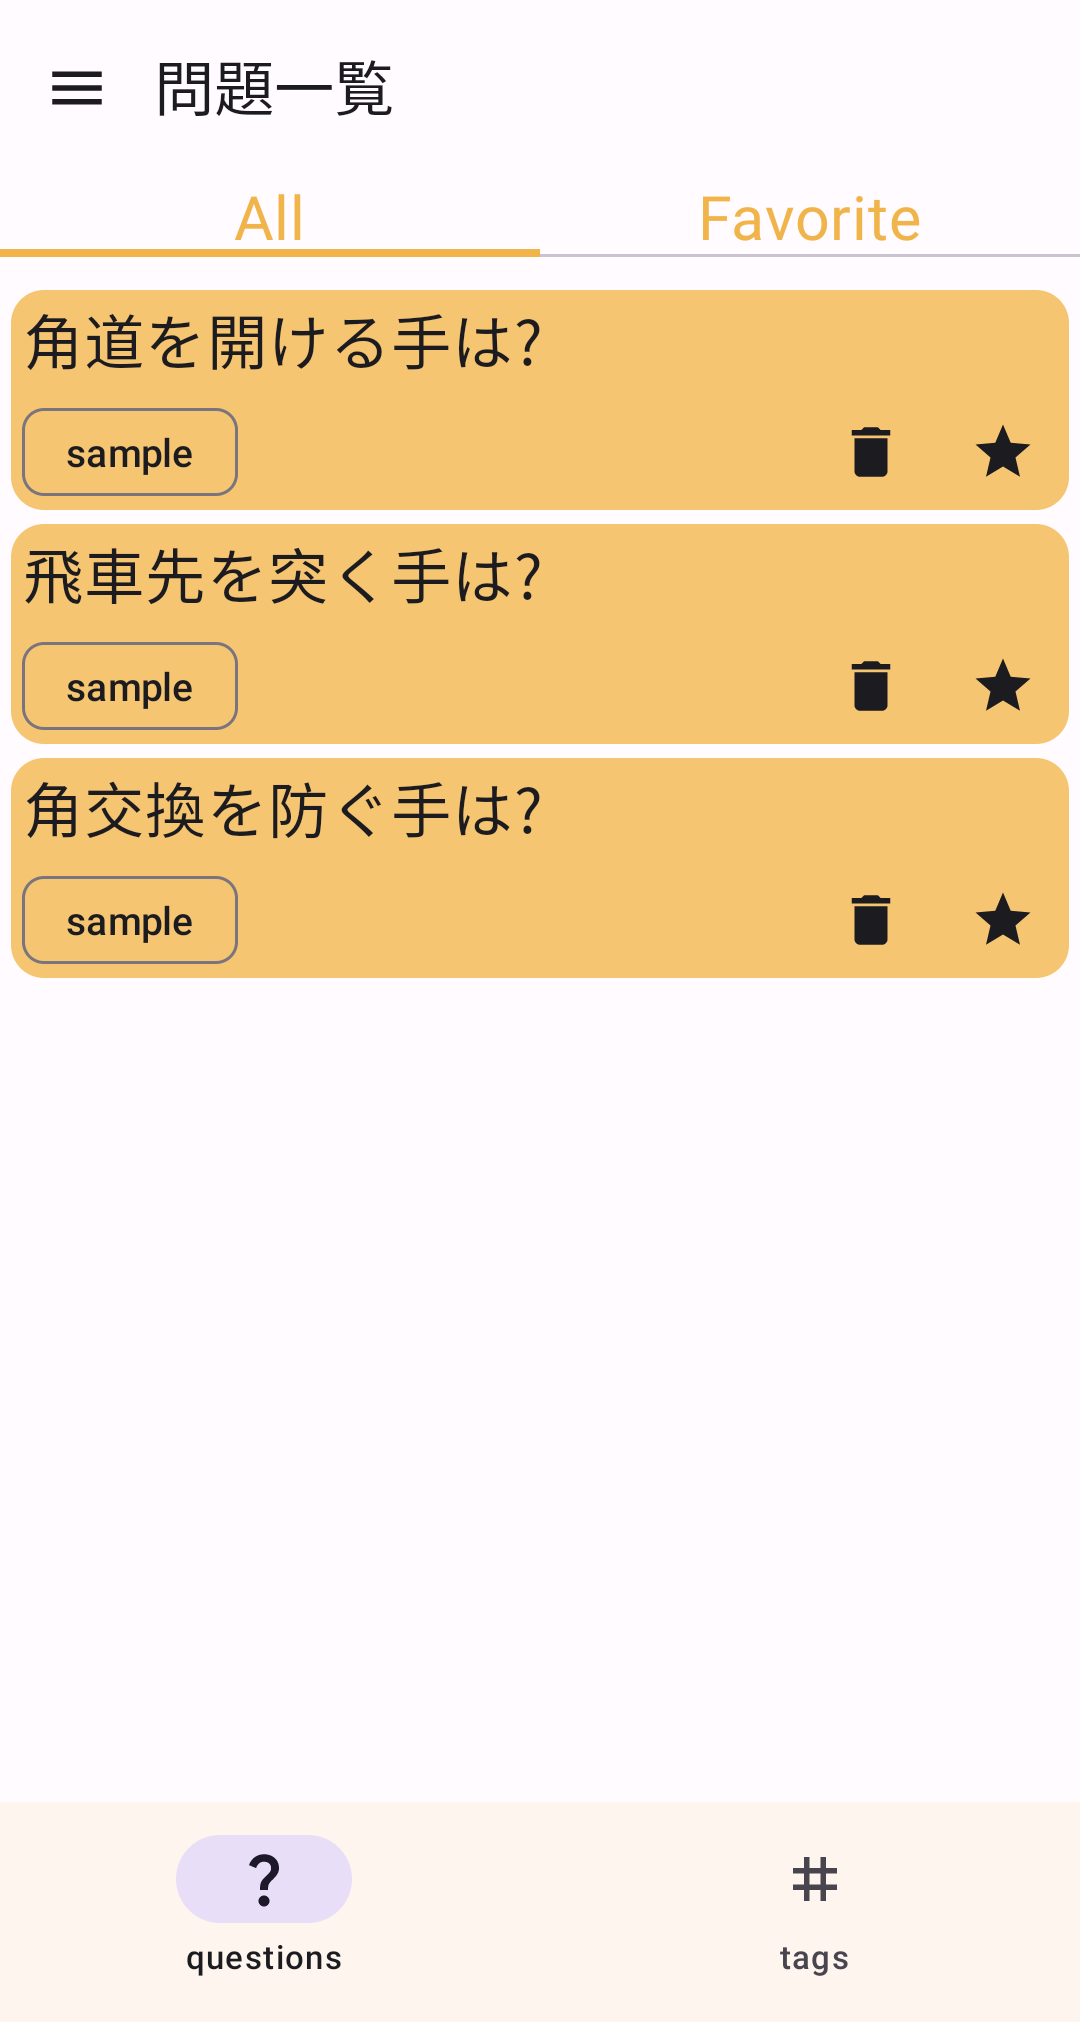 問題一覧
All
Favorite
角道を開ける手は?
sample
飛車先を突く手は?
sample
角交換を防ぐ手は?
sample
questions
tags